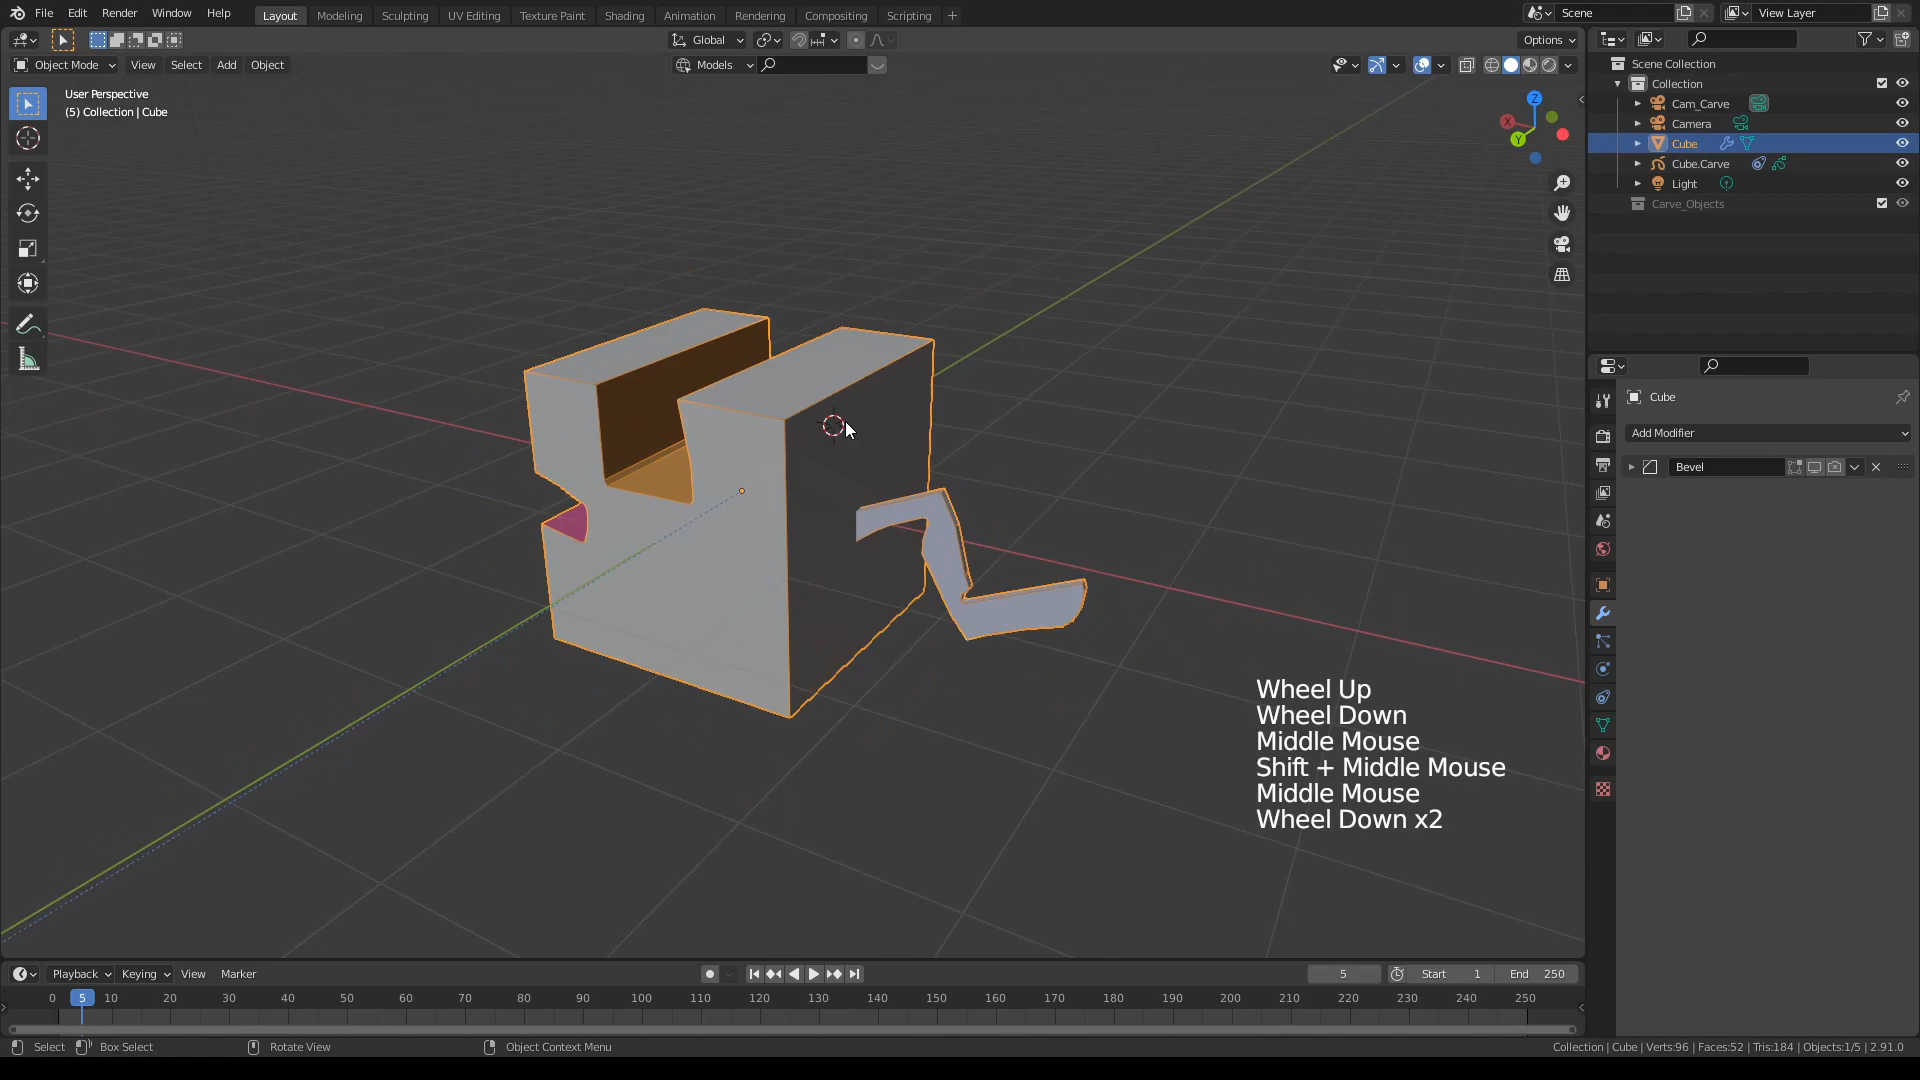 File Edit Render Window Help Layout Modeling Sculpting UV Editing Texture Paint Shading Animation Rendering Compositing Scripting + Scene View Layer
Global Options
Object Mode View Select Add Object Models
User Perspective
(5) Collection | Cube
Z
X
Y
Scene Collection
Collection
Cam_Carve
Camera
Cube
Cube.Carve
Light
Carve_Objects
Cube
Add Modifier
Bevel
Wheel Up
Wheel Down
Middle Mouse
Shift + Middle Mouse
Middle Mouse
Wheel Down x2
Playback Keying View Marker 5 Start 1 End 250
0 5 10 20 30 40 50 60 70 80 90 100 110 120 130 140 150 160 170 180 190 200 210 220 230 240 250
Select Box Select Rotate View Object Context Menu Collection | Cube | Verts:96 | Faces:52 | Tris:184 | Objects:1/5 | 2.91.0